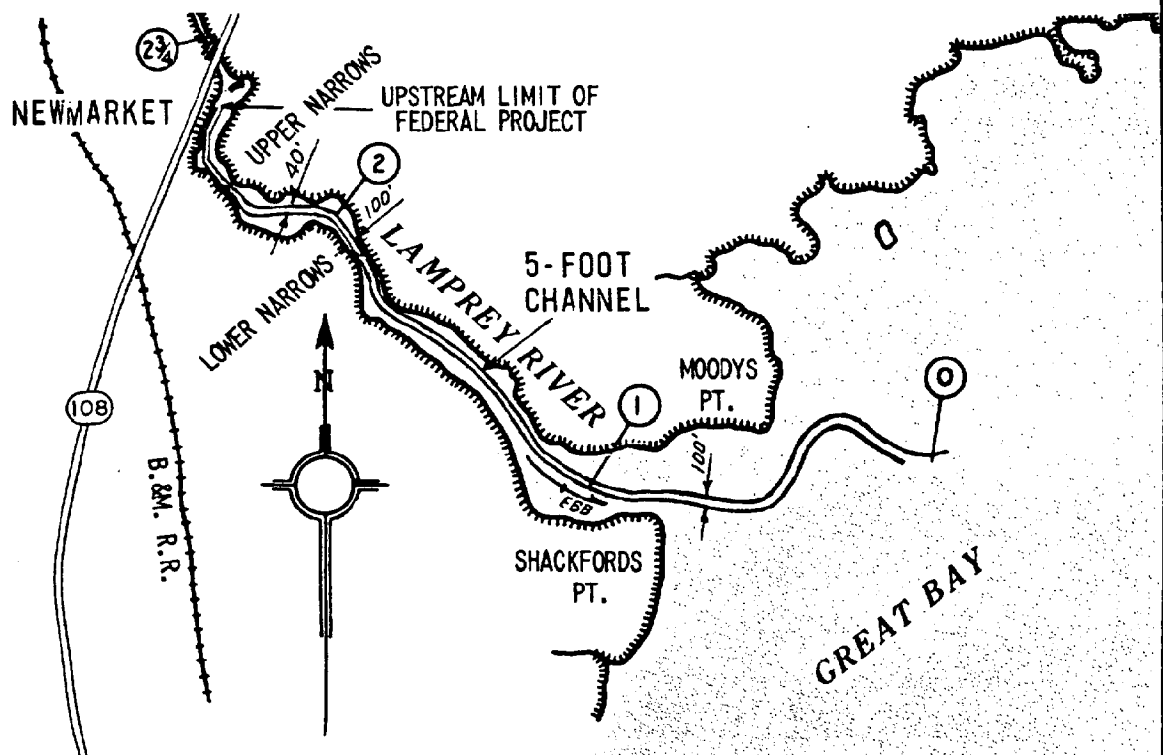 2¾
NEWMARKET
UPPER NARROWS
UPSTREAM LIMIT OF
FEDERAL PROJECT
40'
2
100'
LAMPREY RIVER
5-FOOT
CHANNEL
LOWER NARROWS
N
MOODYS
PT.
0
1
108
100'
B.&M. R.R.
SHACKFORDS
PT.
GREAT BAY